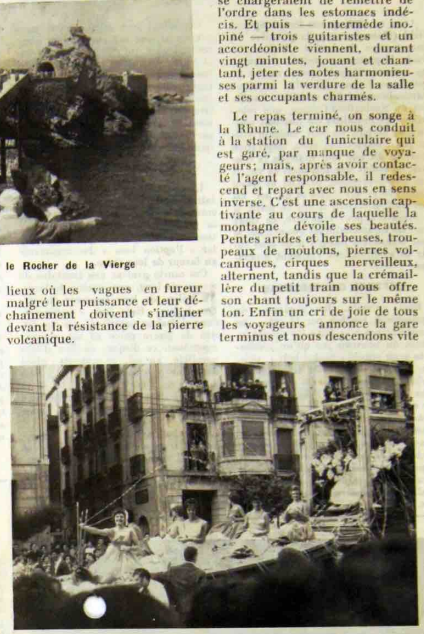 le Rocher de la Vierge
lieux où les vagues en fureur
malgré leur puissance et leur dé-
chaînement doivent s'incliner
devant la résistance de la pierre
volcanique.
se chargeraient de remettre de
l'ordre dans les estomacs indé-
cis. Et puis — intermède ino-
piné — trois guitaristes et un
accordéoniste viennent, durant
vingt minutes, jouant et chan-
tant, jeter des notes harmonieu-
ses parmi la verdure de la salle
et ses occupants charmés.
Le repas terminé, on songe à
la Rhune. Le car nous conduit
à la station du funiculaire qui
est garé, par manque de voya-
geurs; mais, après avoir contac-
té l'agent responsable, il redes-
cend et repart avec nous en sens
inverse. C'est une ascension cap-
tivante au cours de laquelle la
montagne dévoile ses beautés.
Pentes arides et herbeuses, trou-
peaux de moutons, pierres vol-
caniques, cirques merveilleux,
alternent, tandis que la crémail-
lère du petit train nous offre
son chant toujours sur le même
ton. Enfin un cri de joie de tous
les voyageurs annonce la gare
terminus et nous descendons vite